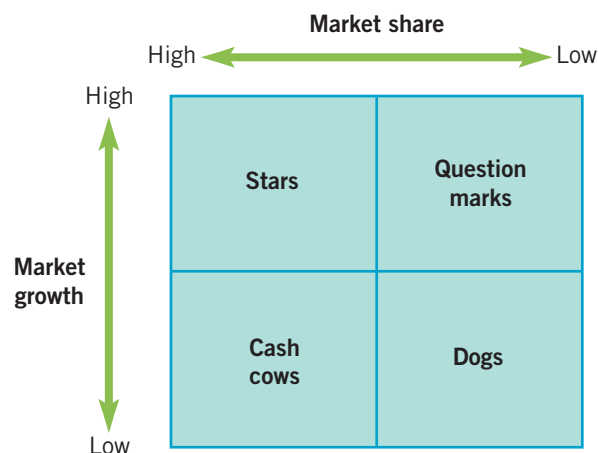 Market share
High
Low
High
Stars
Question
marks
Market
growth
Cash
cows
Dogs
Low